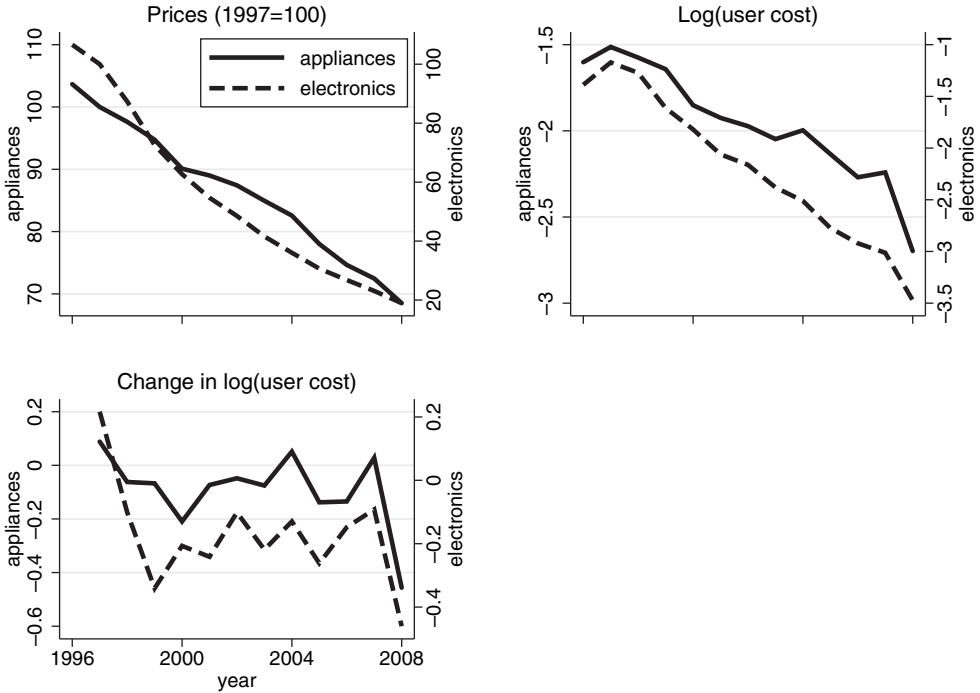 Prices (1997=100)
appliances
110
100
90
80
70
appliances
electronics
100
80
60
40
20
electronics
Log(user cost)
appliances
−1.5
−2
−2.5
−3
−1
−1.5
−2
−2.5
−3
−3.5
electronics
Change in log(user cost)
appliances
0.2
0
−0.2
−0.4
−0.6
0.2
0
−0.2
−0.4
electronics
1996 2000 2004 2008
year